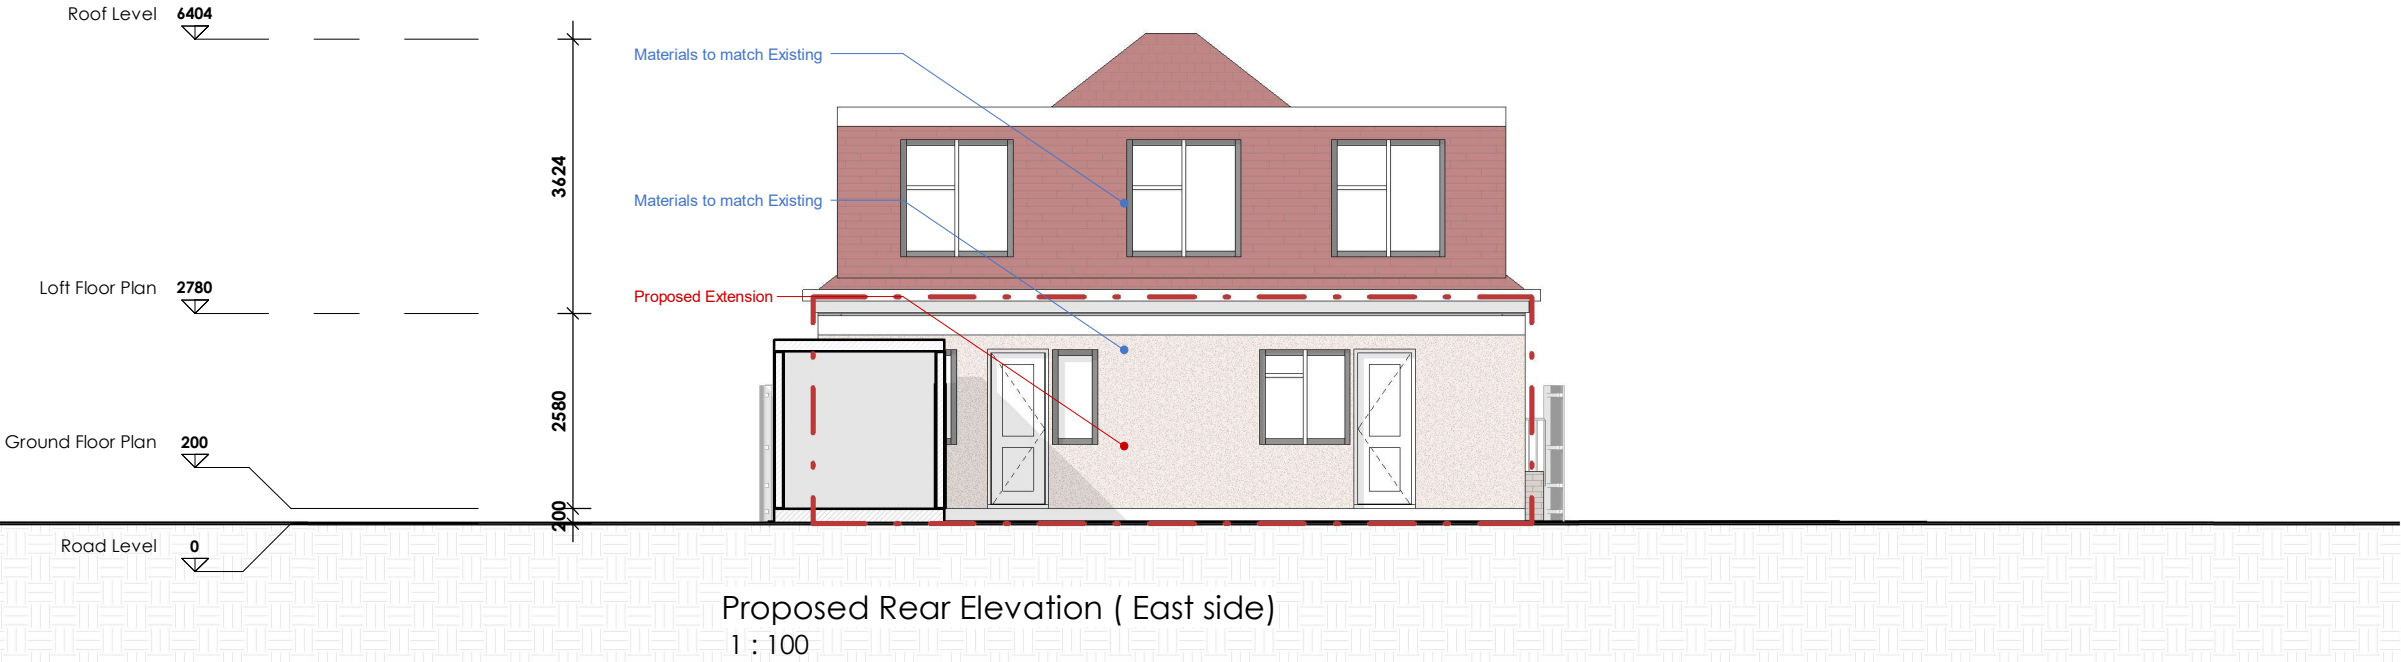 Roof Level 6404
Materials to match Existing
3624
Materials to match Existing
Loft Floor Plan 2780
Proposed Extension
2580
Ground Floor Plan 200
200
Road Level 0
Proposed Rear Elevation ( East side)
1 : 100